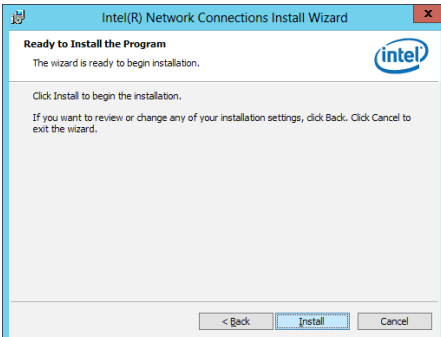 Intel(R) Network Connections Install Wizard
x
Ready to Install the Program
The wizard is ready to begin installation.
intel
Click Install to begin the installation.
If you want to review or change any of your installation settings, click Back. Click Cancel to
exit the wizard.
< Back
Install
Cancel